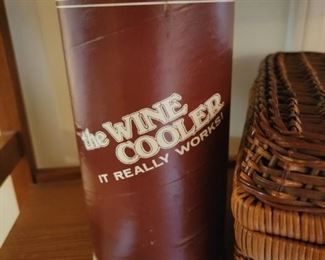 the WINE
COOLER
IT REALLY WORKS!